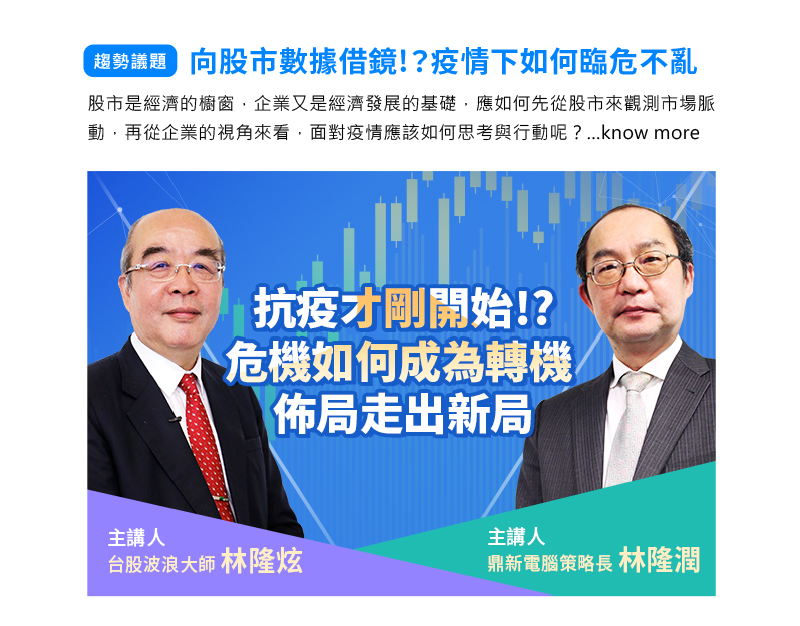 趨勢議題
向股市數據借鏡!?疫情下如何臨危不亂
股市是經濟的櫥窗，企業又是經濟發展的基礎，應如何先從股市來觀測市場脈
動，再從企業的視角來看，面對疫情應該如何思考與行動呢？...know more
抗疫才剛開始!?
危機如何成為轉機
佈局走出新局
主講人
台股波浪大師 林隆炫
主講人
鼎新電腦策略長 林隆潤